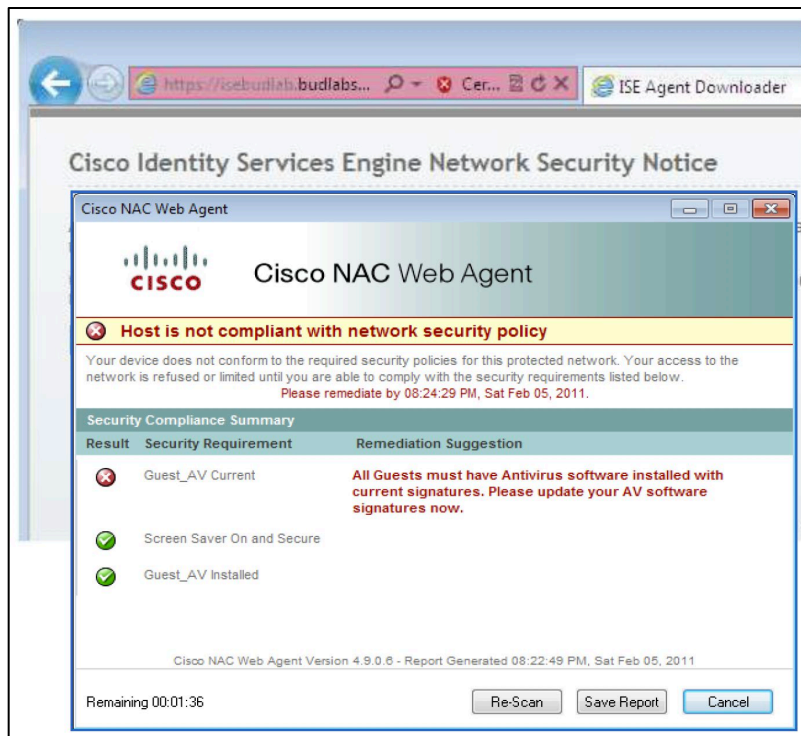 https://isebudlab.budlabs... Cer... ISE Agent Downloader
Cisco Identity Services Engine Network Security Notice
Cisco NAC Web Agent
CISCO Cisco NAC Web Agent
Host is not compliant with network security policy
Your device does not conform to the required security policies for this protected network. Your access to the
network is refused or limited until you are able to comply with the security requirements listed below.
Please remediate by 08:24:29 PM, Sat Feb 05, 2011.
Security Compliance Summary
Result Security Requirement Remediation Suggestion
Guest_AV Current All Guests must have Antivirus software installed with
current signatures. Please update your AV software
signatures now.
Screen Saver On and Secure
Guest_AV Installed
Cisco NAC Web Agent Version 4.9.0.6 - Report Generated 08:22:49 PM, Sat Feb 05, 2011
Remaining 00:01:36 Re-Scan Save Report Cancel